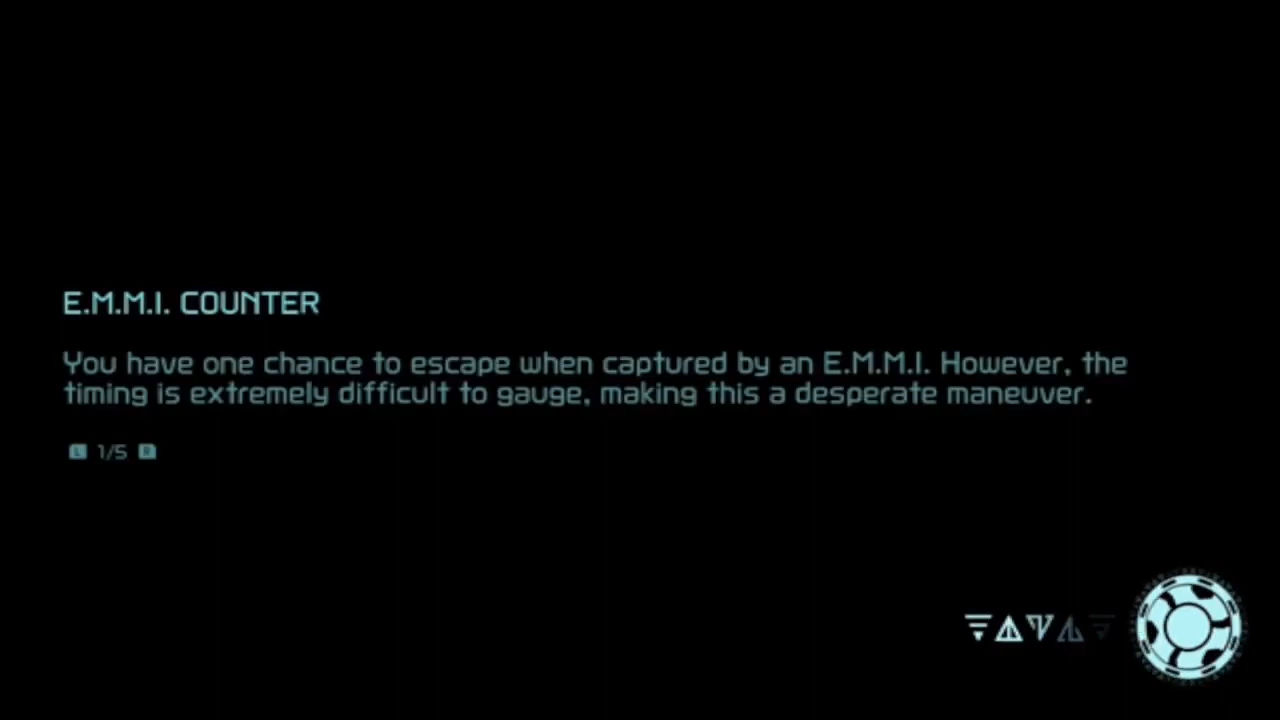 E.M.M.I. COUNTER
You have one chance to escape when captured by an E.M.M.I. However, the
timing is extremely difficult to gauge, making this a desperate maneuver.
L 1/5 R